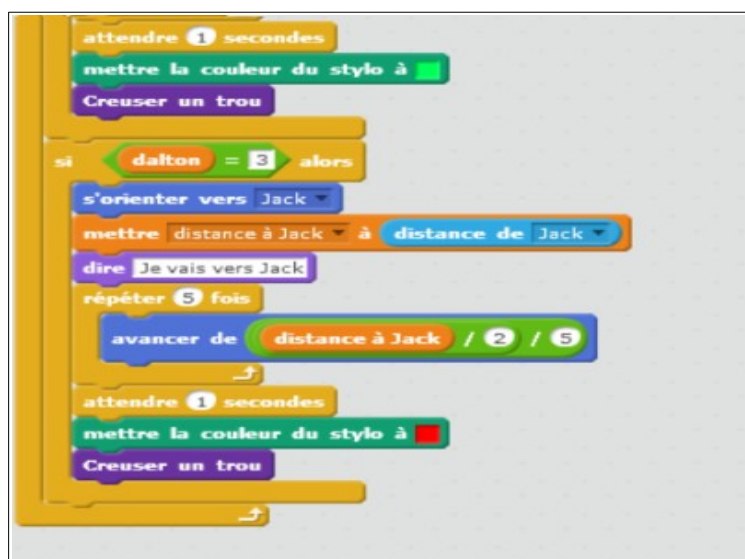 attendre 1 secondes
mettre la couleur du stylo à
Creuser un trou
si dalton = 3 alors
s'orienter vers Jack
mettre distance à Jack à distance de Jack
dire Je vais vers Jack
répéter 5 fois
avancer de distance à Jack / 2 / 5
attendre 1 secondes
mettre la couleur du stylo à
Creuser un trou